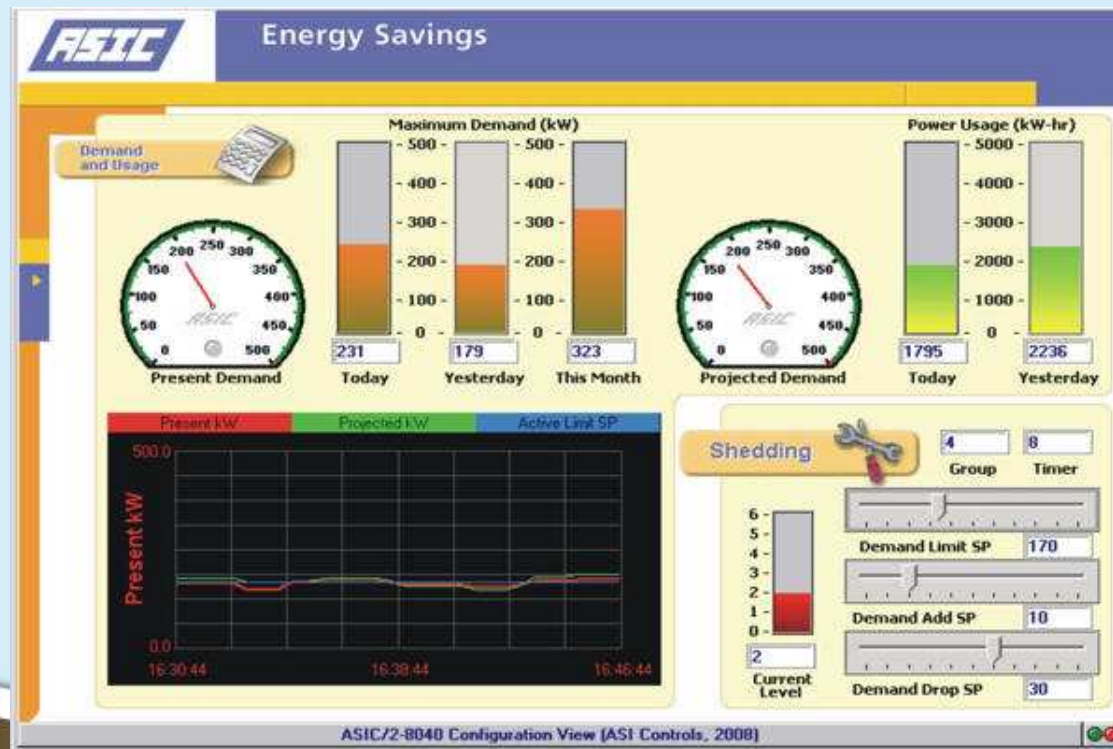 ASIC
Energy Savings
Demand
and Usage
Maximum Demand (kW)
Power Usage (kW-hr)
500 500 500
400 400
300 300
200 200
100 100
0 0
5000
4000
3000
2000
1000
0
0 50 100 150 200 250 300 350 400 450 500
ASIC
Present Demand
231 179 323
Today Yesterday This Month
0 50 100 150 200 250 300 350 400 450 500
ASIC
Projected Demand
1795 2236
Today Yesterday
Present kW Projected kW Active Limit SP
500.0
Present kW
0.0
16:30:44 16:38:44 16:46:44
Shedding
4 8
Group Timer
6
5
4
3
2
1
0
2
Current
Level
Demand Limit SP 170
Demand Add SP 10
Demand Drop SP 30
ASIC/2-8040 Configuration View (ASI Controls, 2008)